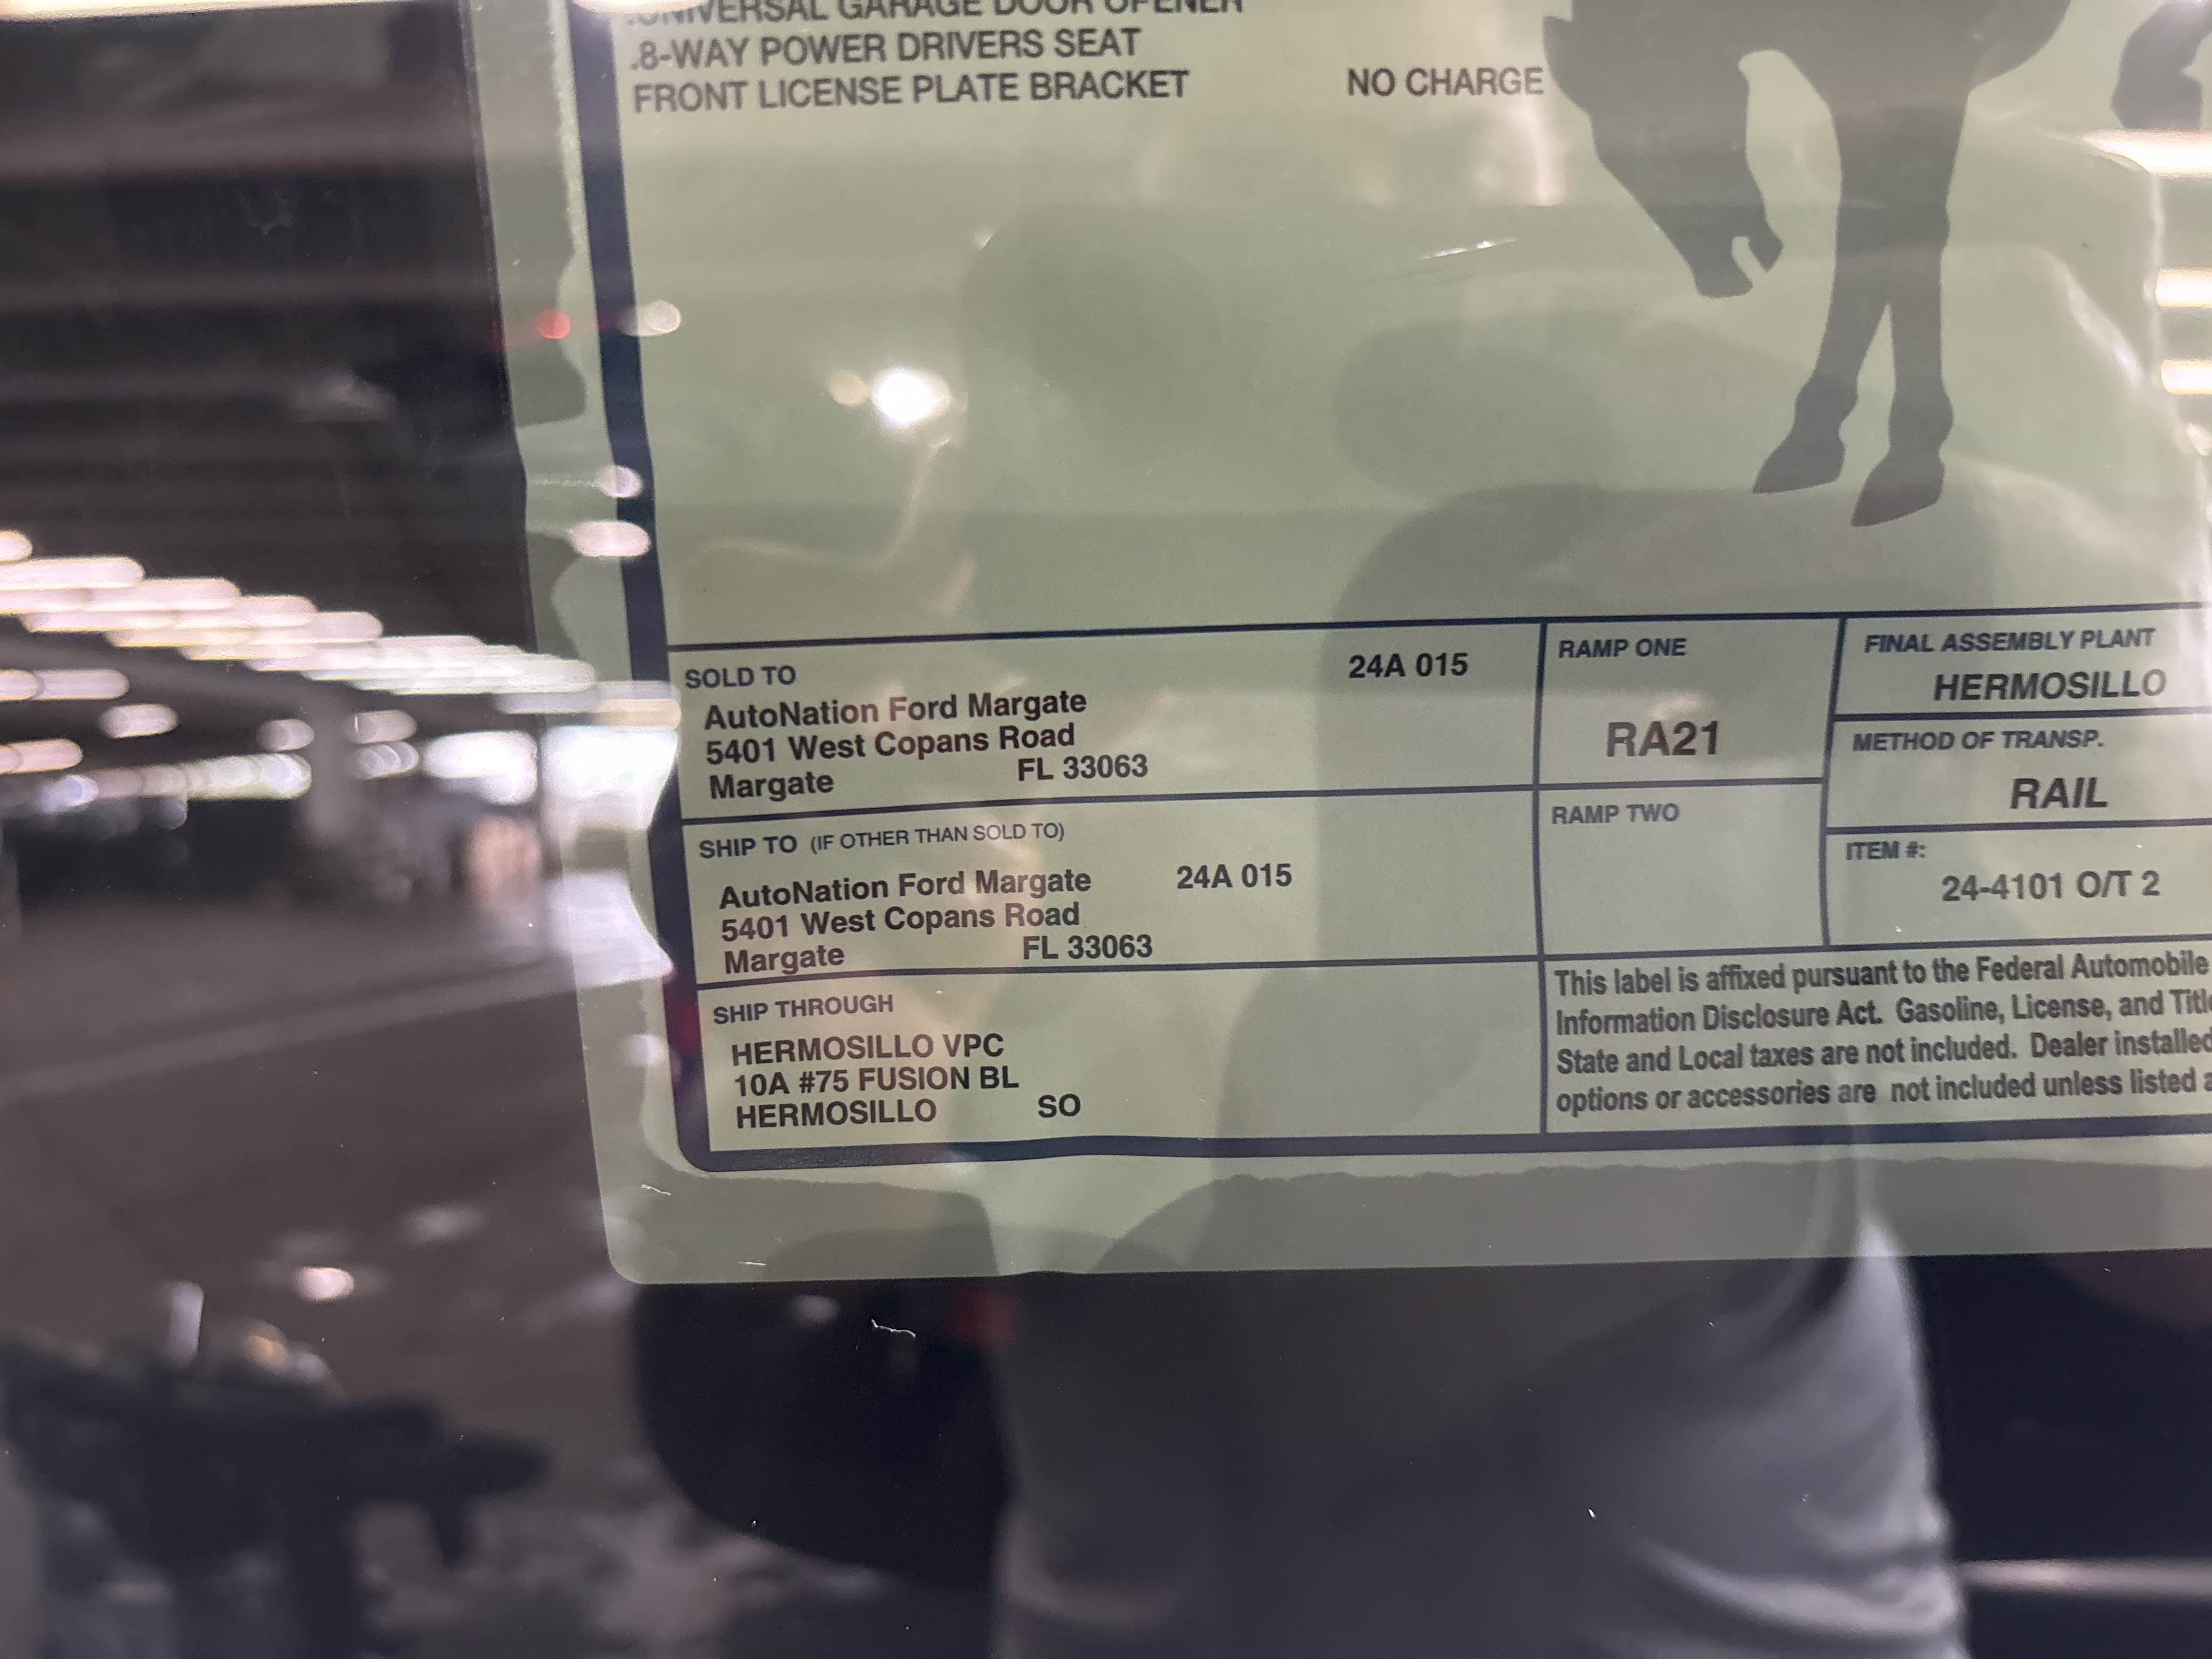 .UNIVERSAL GARAGE DOOR OPENER
.8-WAY POWER DRIVERS SEAT
FRONT LICENSE PLATE BRACKET NO CHARGE
SOLD TO 24A 015
AutoNation Ford Margate
5401 West Copans Road
Margate FL 33063
RAMP ONE
RA21
FINAL ASSEMBLY PLANT
HERMOSILLO
METHOD OF TRANSP.
RAIL
SHIP TO (IF OTHER THAN SOLD TO)
AutoNation Ford Margate 24A 015
5401 West Copans Road
Margate FL 33063
RAMP TWO
ITEM #:
24-4101 O/T 2
SHIP THROUGH
HERMOSILLO VPC
10A #75 FUSION BL
HERMOSILLO SO
This label is affixed pursuant to the Federal Automobile
Information Disclosure Act. Gasoline, License, and
State and Local taxes are not included. Dealer installed
options or accessories are not included unless listed